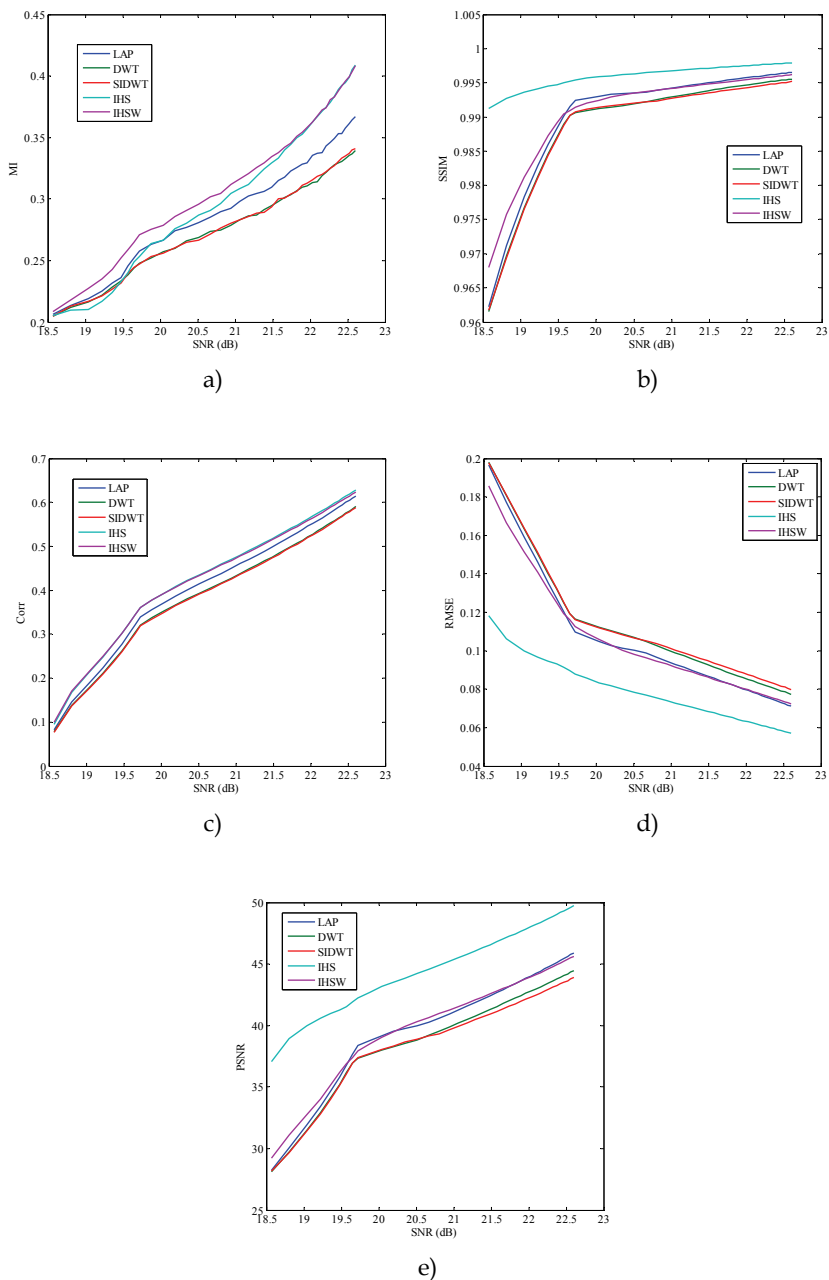 0.45
0.4
0.35
0.3
0.25
0.2
MI
LAP
DWT
SIDWT
IHS
IHSW
18.5 19 19.5 20 20.5 21 21.5 22 22.5 23
SNR (dB)
a)
1.005
1
0.995
0.99
0.985
0.98
0.975
0.97
0.965
0.96
SSIM
LAP
DWT
SIDWT
IHS
IHSW
18.5 19 19.5 20 20.5 21 21.5 22 22.5 23
SNR (dB)
b)
0.7
0.6
0.5
0.4
0.3
0.2
0.1
0
Corr
LAP
DWT
SIDWT
IHS
IHSW
18.5 19 19.5 20 20.5 21 21.5 22 22.5 23
SNR (dB)
c)
0.2
0.18
0.16
0.14
0.12
0.1
0.08
0.06
0.04
RMSE
LAP
DWT
SIDWT
IHS
IHSW
18.5 19 19.5 20 20.5 21 21.5 22 22.5 23
SNR (dB)
d)
50
45
40
35
30
25
PSNR
LAP
DWT
SIDWT
IHS
IHSW
18.5 19 19.5 20 20.5 21 21.5 22 22.5 23
SNR (dB)
e)